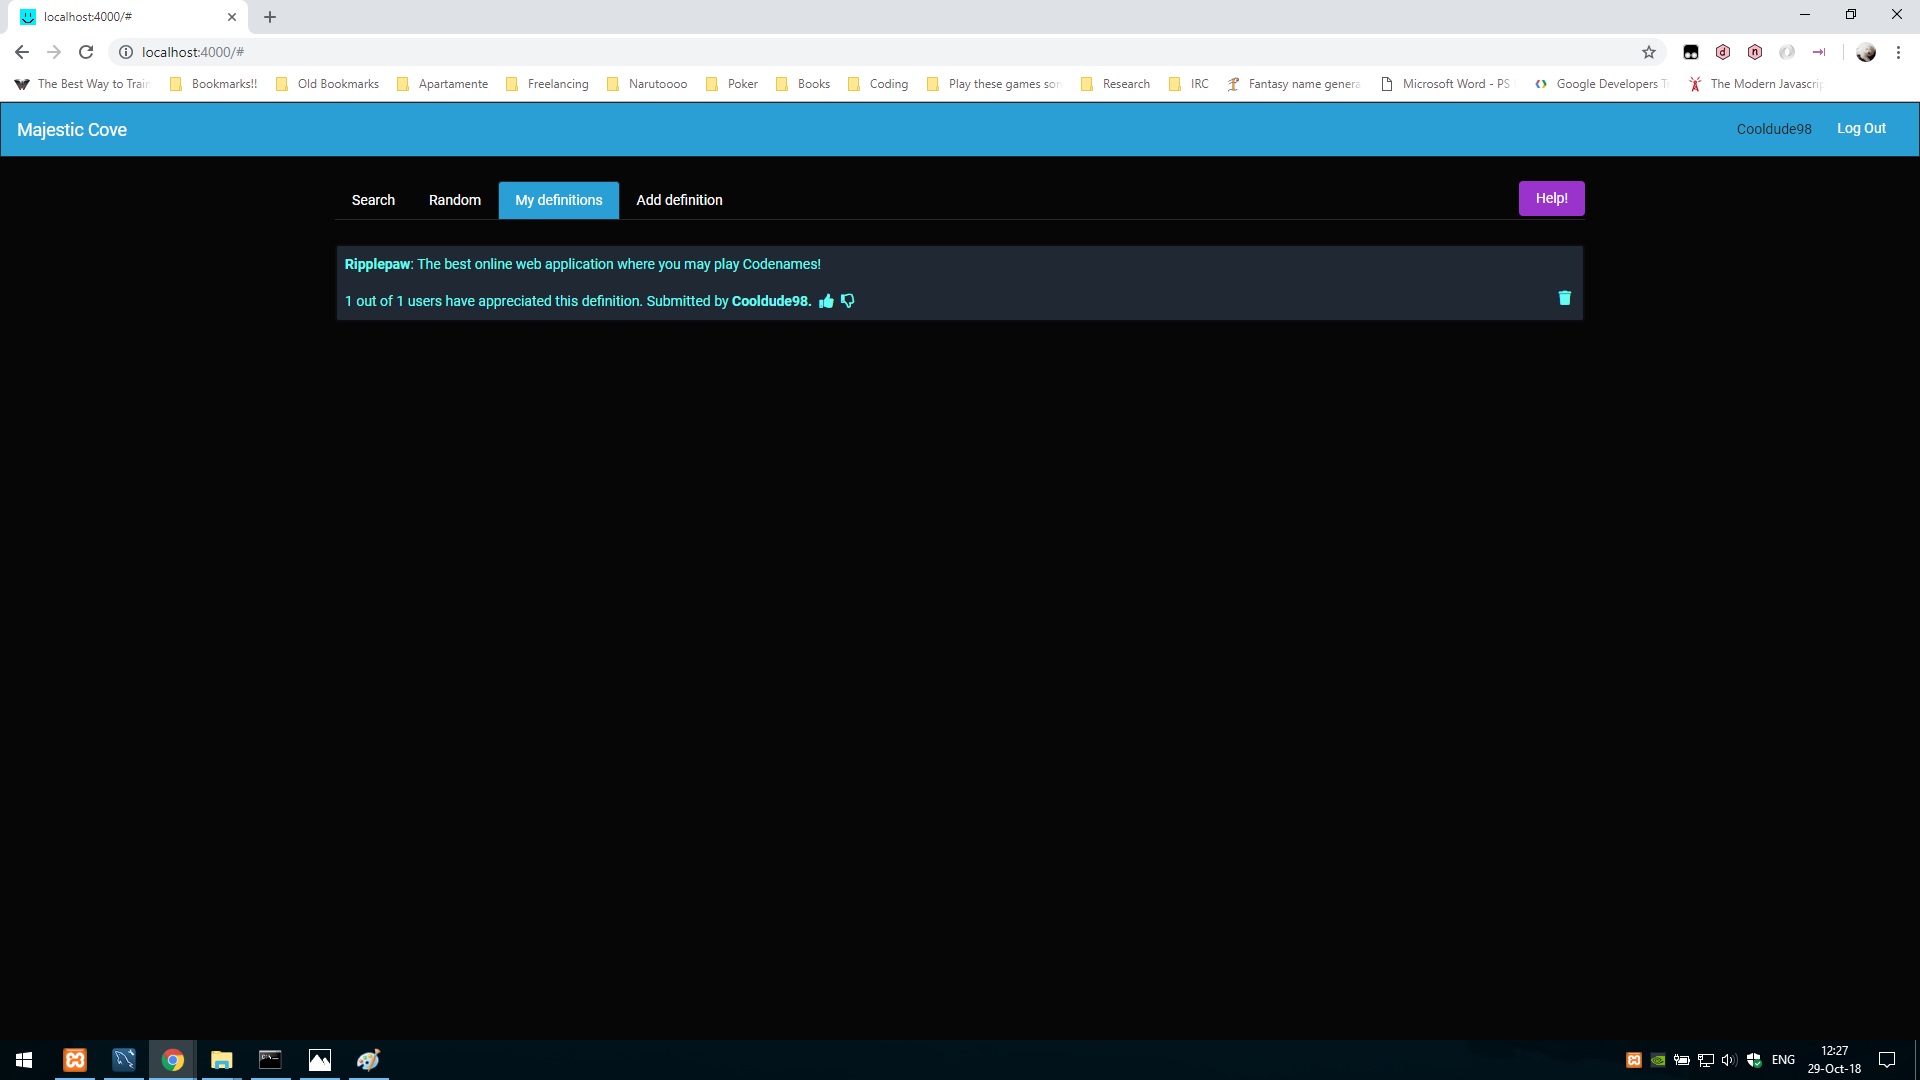 localhost:4000/#
localhost:4000/#
The Best Way to Train
Bookmarks!!
Old Bookmarks
Apartamente
Freelancing
Narutoooo
Poker
Books
Coding
Play these games son
Research
IRC
Fantasy name genera
Microsoft Word - PS
Google Developers Tr
The Modern Javascrip
Majestic Cove
Cooldude98
Log Out
Search
Random
My definitions
Add definition
Help!
Ripplepaw: The best online web application where you may play Codenames!
1 out of 1 users have appreciated this definition. Submitted by Cooldude98.
ENG
12:27
29-Oct-18